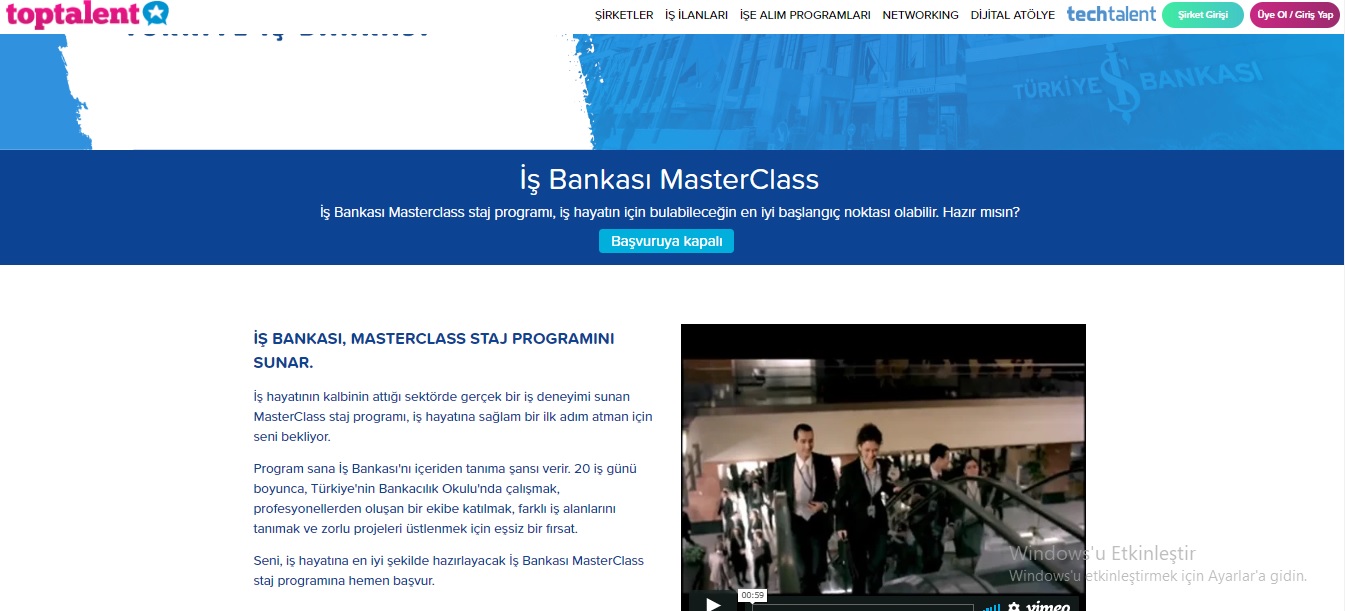 toptalent
ŞİRKETLER İŞ İLANLARI İŞE ALIM PROGRAMLARI NETWORKING DİJİTAL ATÖLYE techtalent Şirket Girişi Üye Ol / Giriş Yap
TÜRKİYE İŞ BANKASI
İş Bankası MasterClass
İş Bankası Masterclass staj programı, iş hayatın için bulabileceğin en iyi başlangıç noktası olabilir. Hazır mısın?
Başvuruya kapalı
İŞ BANKASI, MASTERCLASS STAJ PROGRAMINI
SUNAR.
İş hayatının kalbinin attığı sektörde gerçek bir iş deneyimi sunan
MasterClass staj programı, iş hayatına sağlam bir ilk adım atman için
seni bekliyor.
Program sana İş Bankası'nı içeriden tanıma şansı verir. 20 iş günü
boyunca, Türkiye'nin Bankacılık Okulu'nda çalışmak,
profesyonellerden oluşan bir ekibe katılmak, farklı iş alanlarını
tanımak ve zorlu projeleri üstlenmek için eşsiz bir fırsat.
Seni, iş hayatına en iyi şekilde hazırlayacak İş Bankası MasterClass
staj programına hemen başvur.
Windows'u Etkinleştir
Windows'u etkinleştirmek için Ayarlar'a gidin.
00:59
vimeo